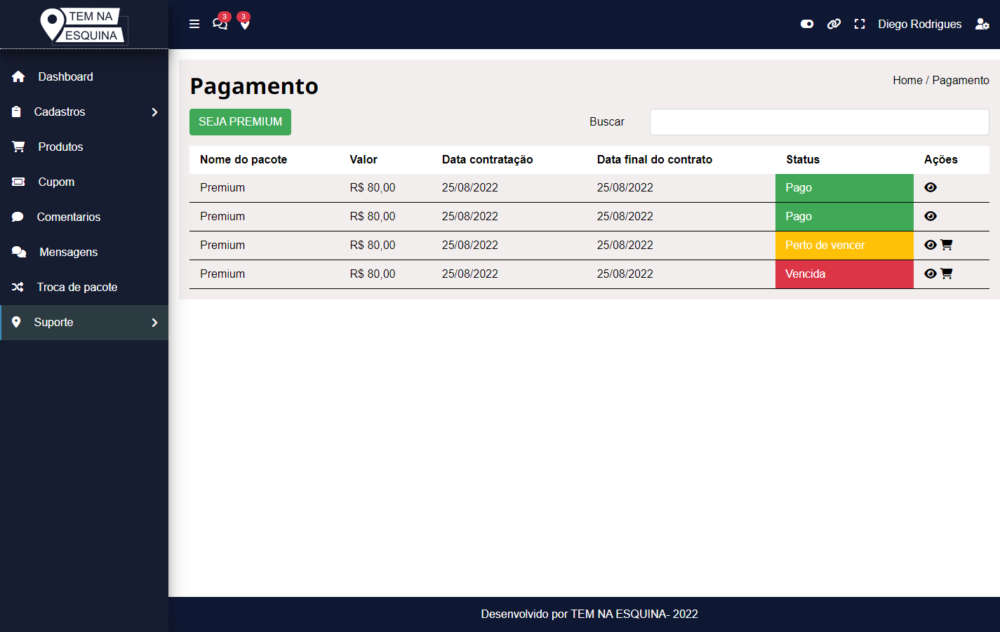 TEM NA
ESQUINA
3
3
Diego Rodrigues
Dashboard
Cadastros
Produtos
Cupom
Comentarios
Mensagens
Troca de pacote
Suporte
Pagamento
Home / Pagamento
SEJA PREMIUM
Buscar
Nome do pacote Valor Data contratação Data final do contrato Status Ações
Premium R$ 80,00 25/08/2022 25/08/2022 Pago
Premium R$ 80,00 25/08/2022 25/08/2022 Pago
Premium R$ 80,00 25/08/2022 25/08/2022 Perto de vencer
Premium R$ 80,00 25/08/2022 25/08/2022 Vencida
Desenvolvido por TEM NA ESQUINA- 2022